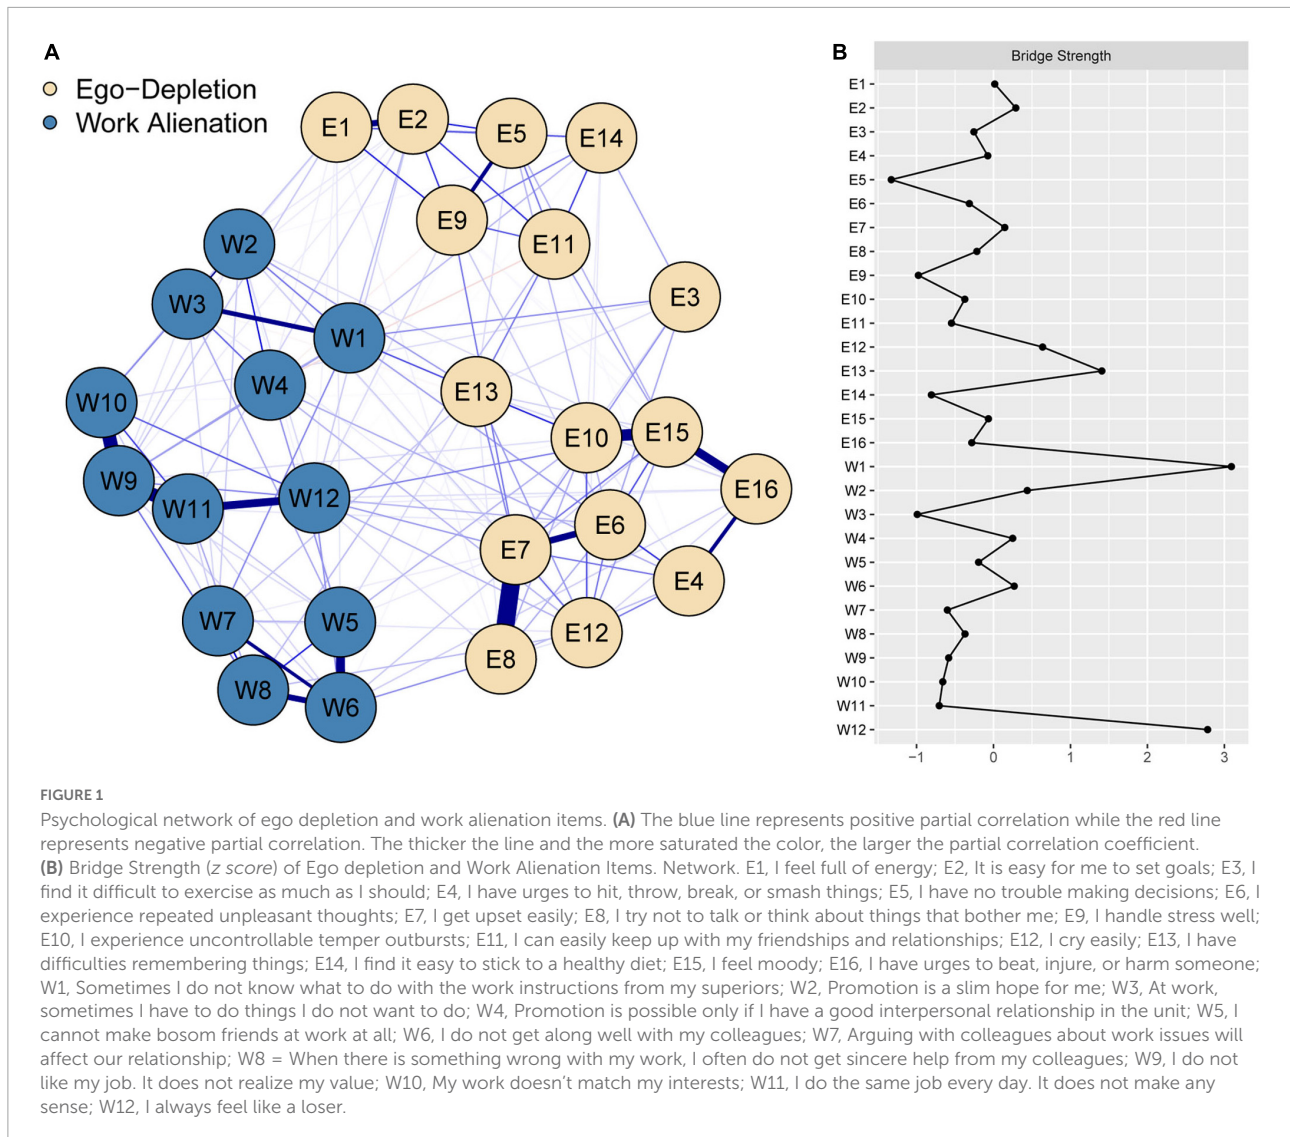 A
Ego–Depletion
Work Alienation
E1
E2
E5
E14
E9
E11
W2
W3
E3
W1
W4
E13
W10
E10
E15
W9
W11
W12
E16
E6
E7
E4
W7
W5
E12
E8
W8
W6
B
Bridge Strength
E1
E2
E3
E4
E5
E6
E7
E8
E9
E10
E11
E12
E13
E14
E15
E16
W1
W2
W3
W4
W5
W6
W7
W8
W9
W10
W11
W12
−1 0 1 2 3
FIGURE 1
Psychological network of ego depletion and work alienation items. (A) The blue line represents positive partial correlation while the red line
represents negative partial correlation. The thicker the line and the more saturated the color, the larger the partial correlation coefficient.
(B) Bridge Strength (z score) of Ego depletion and Work Alienation Items. Network. E1, I feel full of energy; E2, It is easy for me to set goals; E3, I
find it difficult to exercise as much as I should; E4, I have urges to hit, throw, break, or smash things; E5, I have no trouble making decisions; E6, I
experience repeated unpleasant thoughts; E7, I get upset easily; E8, I try not to talk or think about things that bother me; E9, I handle stress well;
E10, I experience uncontrollable temper outbursts; E11, I can easily keep up with my friendships and relationships; E12, I cry easily; E13, I have
difficulties remembering things; E14, I find it easy to stick to a healthy diet; E15, I feel moody; E16, I have urges to beat, injure, or harm someone;
W1, Sometimes I do not know what to do with the work instructions from my superiors; W2, Promotion is a slim hope for me; W3, At work,
sometimes I have to do things I do not want to do; W4, Promotion is possible only if I have a good interpersonal relationship in the unit; W5, I
cannot make bosom friends at work at all; W6, I do not get along well with my colleagues; W7, Arguing with colleagues about work issues will
affect our relationship; W8 = When there is something wrong with my work, I often do not get sincere help from my colleagues; W9, I do not
like my job. It does not realize my value; W10, My work doesn't match my interests; W11, I do the same job every day. It does not make any
sense; W12, I always feel like a loser.